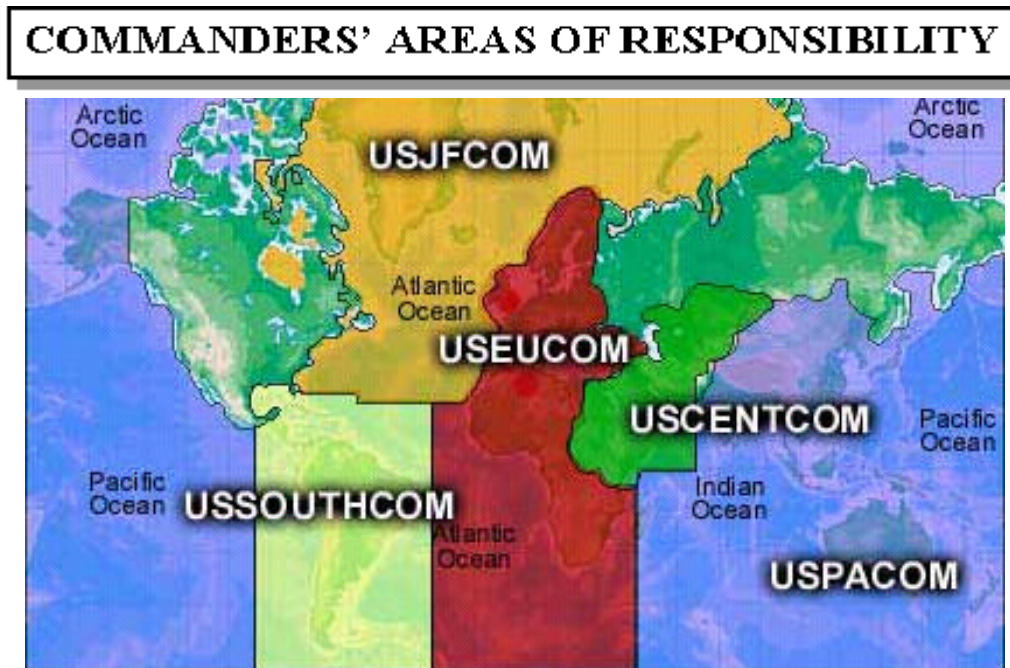 COMMANDERS' AREAS OF RESPONSIBILITY
Arctic
Ocean
Arctic
Ocean
USJFCOM
Atlantic
Ocean
USEUCOM
USCENTCOM
Pacific
Ocean
Pacific
Ocean
USSOUTHCOM
Indian
Ocean
Atlantic
Ocean
USPACOM